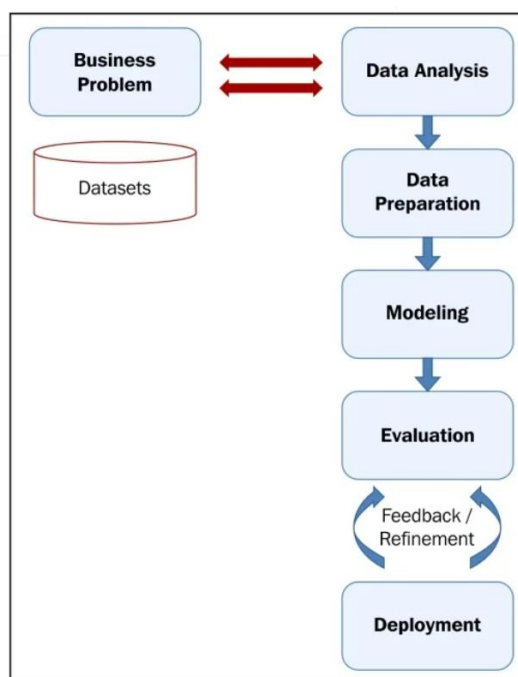 Business
Problem
Data Analysis
Datasets
Data
Preparation
Modeling
Evaluation
Feedback /
Refinement
Deployment